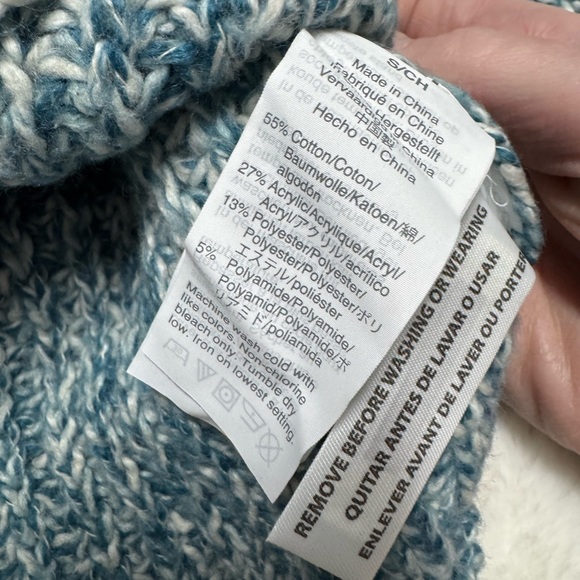 S/CH
Made in China
Fabriqué en Chine
Hergestellt
中国製 China
Hecho en China
55% Cotton/Coton/
Baumwolle/Katoen/綿/
algodón
27% Acrylic/Acrylique/Acryl/
Acryl/アクリル/acrílico
13% Polyester/Polyester/
Polyester/Polyester/ポリ
エステル/poliéster
5% Polyamide/Polyamide/
Polyamid/Polyamide/ポ
リアミド/poliamida
Machine wash cold with
like colors. Non-chlorine
bleach only. Tumble dry
low. Iron on lowest setting.
REMOVE BEFORE WASHING OR WEARING
QUITAR ANTES DE LAVAR O USAR
ENLEVER AVANT DE LAVER OU PORTER